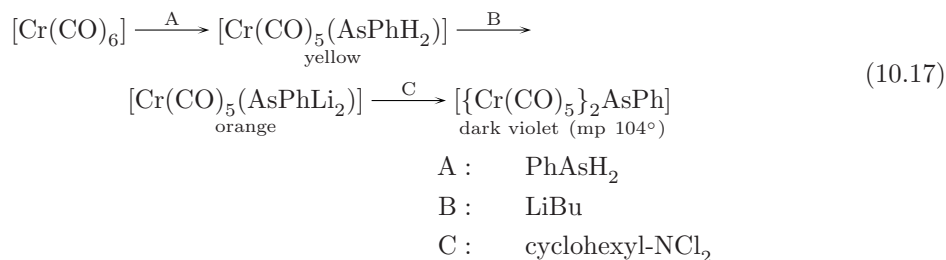 [Cr(CO)₆] —A→ [Cr(CO)₅(AsPhH₂)] —B→
yellow
(10.17)
[Cr(CO)₅(AsPhLi₂)] —C→ [{Cr(CO)₅}₂AsPh]
orange dark violet (mp 104°)
A : PhAsH₂
B : LiBu
C : cyclohexyl-NCl₂